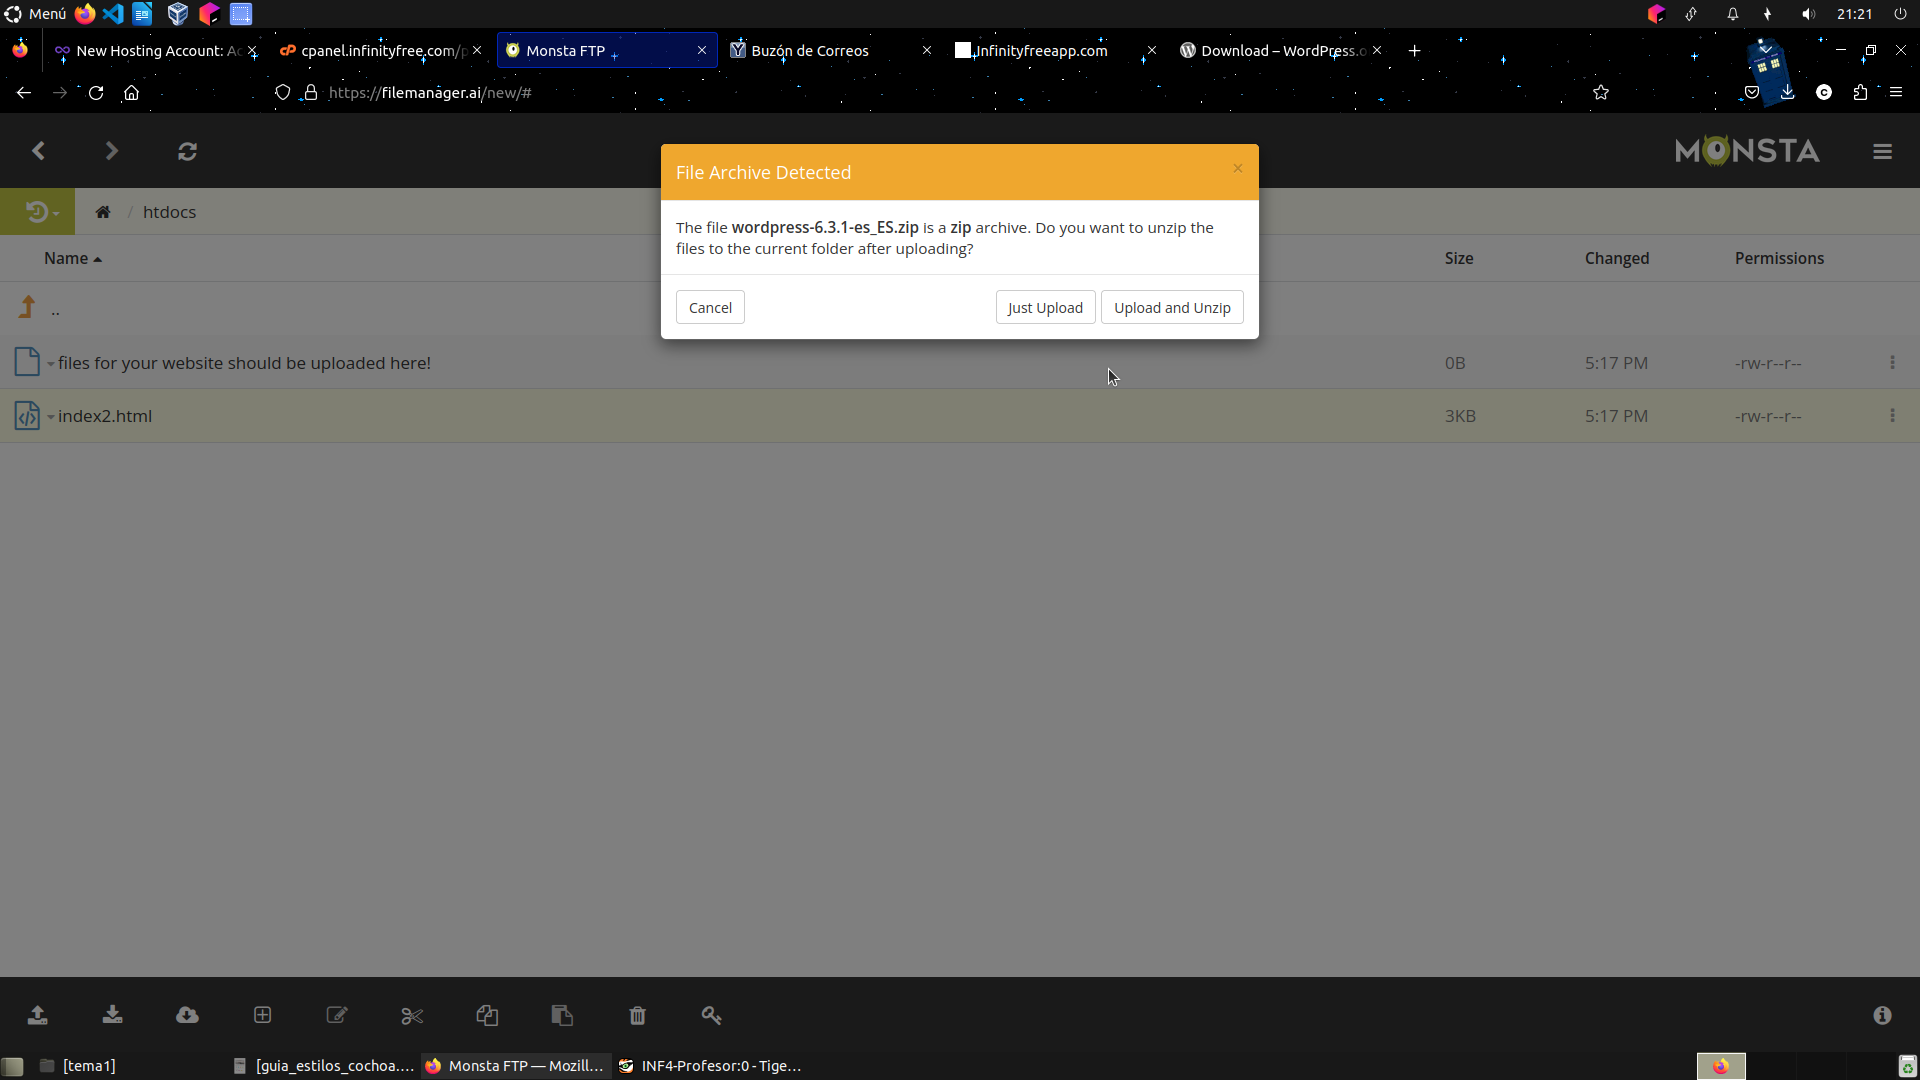 Menú
21:21
New Hosting Account: Ac
cpanel.infinityfree.com/p
Monsta FTP
Buzón de Correos
Infinityfreeapp.com
Download – WordPress.o
https://filemanager.ai/new/#
MONSTA
/ htdocs
Name
Size
Changed
Permissions
..
files for your website should be uploaded here!
0B
5:17 PM
-rw-r--r--
index2.html
3KB
5:17 PM
-rw-r--r--
File Archive Detected
×
The file wordpress-6.3.1-es_ES.zip is a zip archive. Do you want to unzip the
files to the current folder after uploading?
Cancel
Just Upload
Upload and Unzip
[tema1]
[guia_estilos_cochoa....
Monsta FTP — Mozill...
INF4-Profesor:0 - Tige...